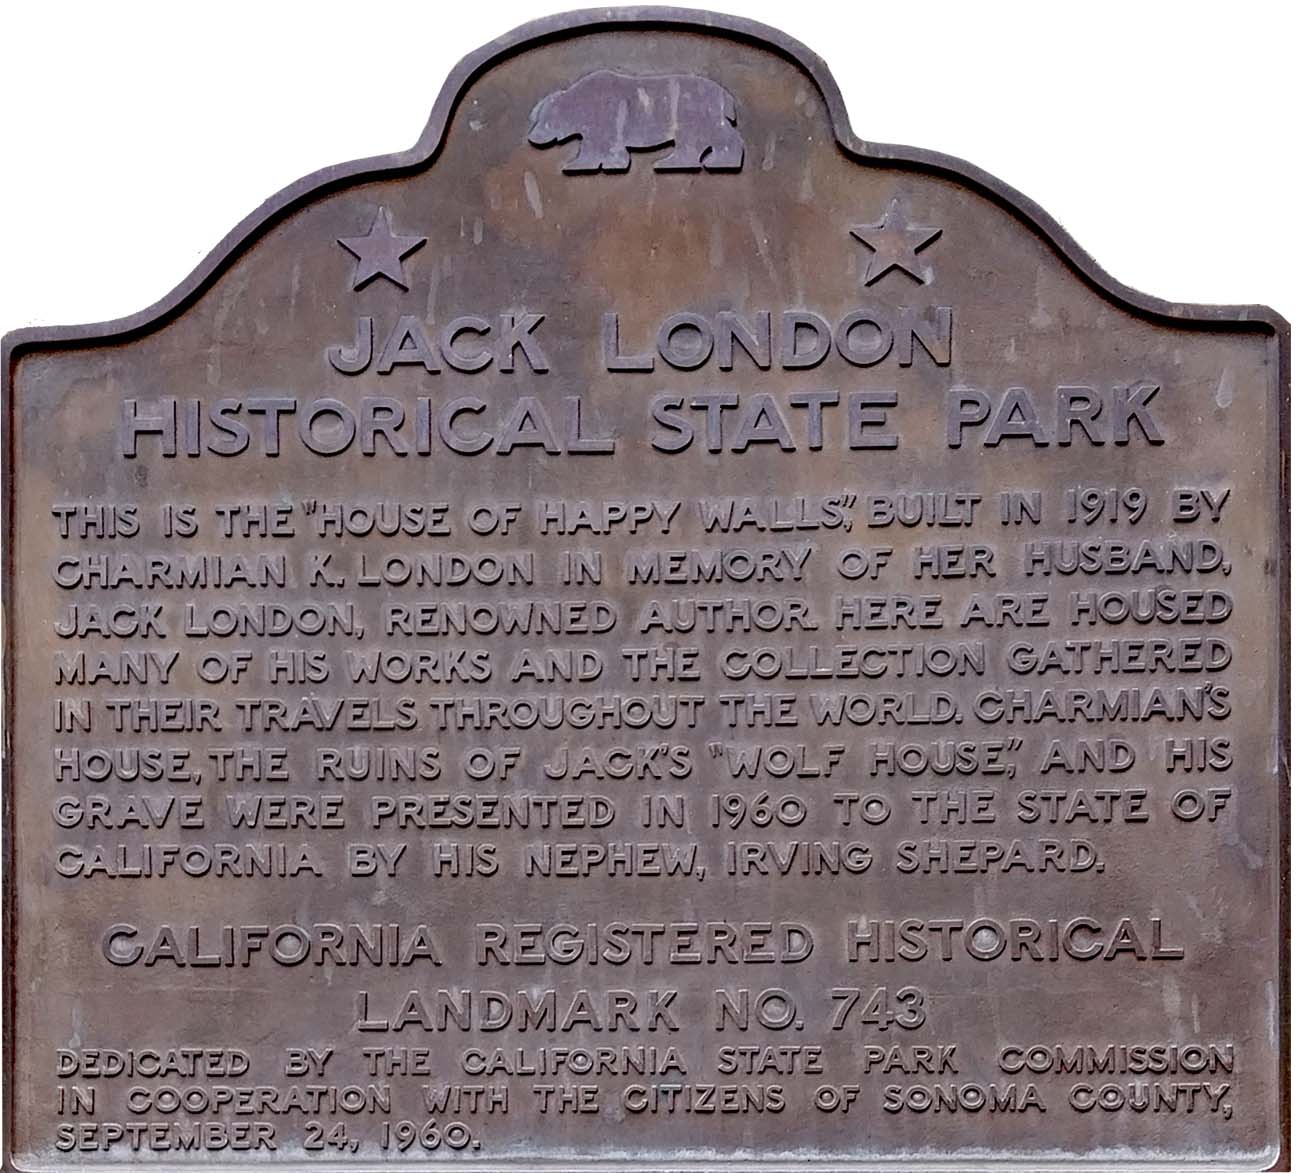 JACK LONDON
HISTORICAL STATE PARK
THIS IS THE "HOUSE OF HAPPY WALLS," BUILT IN 1919 BY
CHARMIAN K. LONDON IN MEMORY OF HER HUSBAND,
JACK LONDON, RENOWNED AUTHOR. HERE ARE HOUSED
MANY OF HIS WORKS AND THE COLLECTION GATHERED
IN THEIR TRAVELS THROUGHOUT THE WORLD. CHARMIAN'S
HOUSE, THE RUINS OF JACK'S "WOLF HOUSE," AND HIS
GRAVE WERE PRESENTED IN 1960 TO THE STATE OF
CALIFORNIA BY HIS NEPHEW, IRVING SHEPARD.
CALIFORNIA REGISTERED HISTORICAL
LANDMARK NO. 743
DEDICATED BY THE CALIFORNIA STATE PARK COMMISSION
IN COOPERATION WITH THE CITIZENS OF SONOMA COUNTY,
SEPTEMBER 24, 1960.